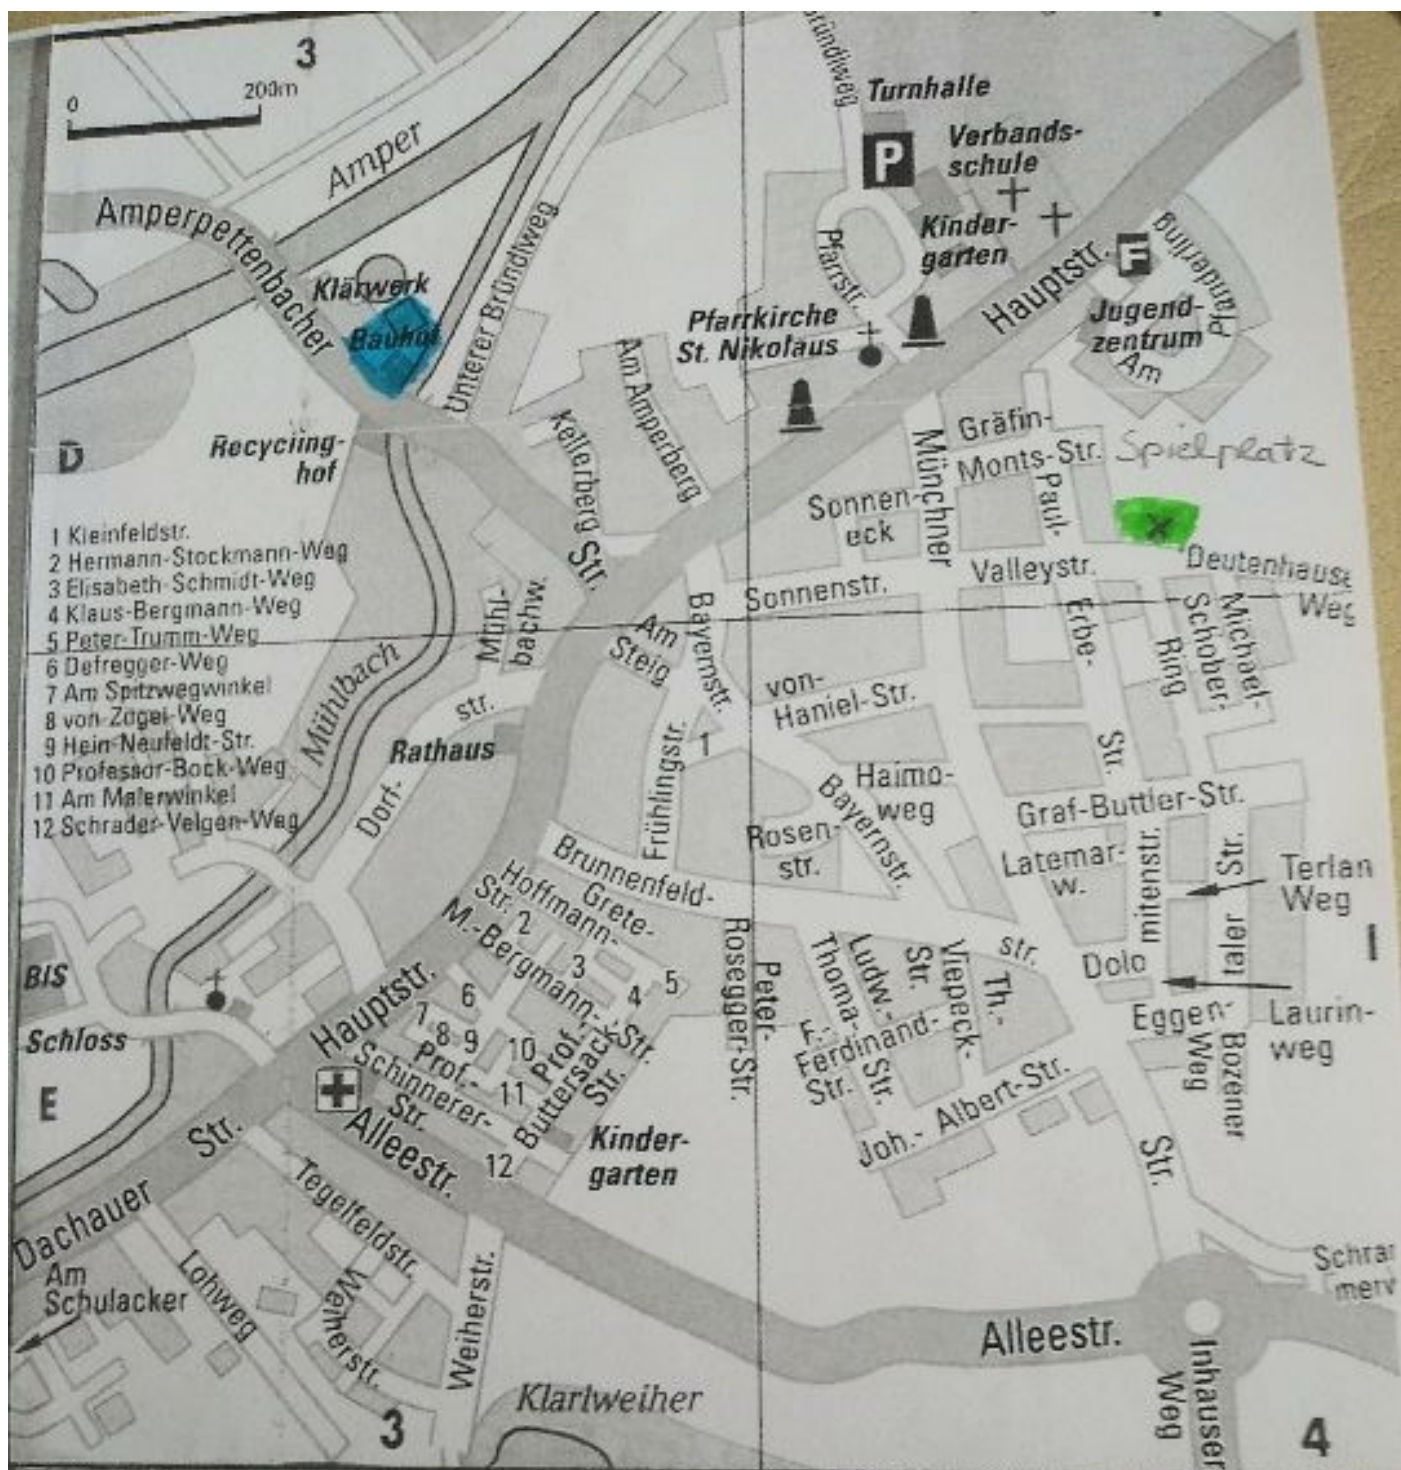 3
0 200m
Amper
Amperpettenbacher
Klärwerk
Bauhof
Unterer Bründlweg
Recycling-
hof
D
Turnhalle
P
Verbands-
schule
Kinder-
garten
Pfarrstr.
Pfarrkirche
St. Nikolaus
Hauptstr.
F
Jugend-
zentrum
Am
Pfanderling
Am Amperberg
Kellerberg
Str.
Gräfin-
Monts-Str.
Spielplatz
Münchner
Paul-
Sonnen-
eck
Valleystr.
Deutenhause
Weg
Sonnenstr.
1 Kleinfeldstr.
2 Hermann-Stockmann-Weg
3 Elisabeth-Schmidt-Weg
4 Klaus-Bergmann-Weg
5 Peter-Trumm-Weg
6 Defregger-Weg
7 Am Spitzwegwinkel
8 von-Zügel-Weg
9 Hein-Neufeldt-Str.
10 Professor-Bock-Weg
11 Am Malerwinkel
12 Schrader-Velgen-Weg
Mühlbach
Mühl-
bachw.
Am
Steig
Bayernstr.
Erbe-
Str.
Ring
Schober-
Michael-
von-
Haniel-Str.
Dorf-
str.
Rathaus
Frühlingstr.
1
Haimo-
weg
Bayernstr.
Rosen-
str.
Graf-Buttler-Str.
Latemar-
w.
Dolo
mitenstr.
Terlan
Weg
Eggen-
taler Str.
Weg
Bozener
Laurin-
weg
I
Brunnenfeld-
str.
Grete-
Hoffmann-
Str.
2
3
4
5
M.-Bergmann-
Str.
6
7
8
9
10
11
12
Prof.-
Schinnerer-
Str.
Prof.
Buttersack-
Str.
Peter-
Rosegger-Str.
Ludw.-
Thoma-
Str.
F.-
Ferdinand-
Str.
Th.-
Viepeck-
Str.
Joh.- Albert-Str.
Str.
BIS
Schloss
E
Hauptstr.
Alleestr.
Kinder-
garten
Dachauer
Str.
Tegelfeldstr.
Am
Schulacker
Lohweg
Weiherstr.
Weiherstr.
Klartweiher
Alleestr.
Inhauser
Weg
3
4